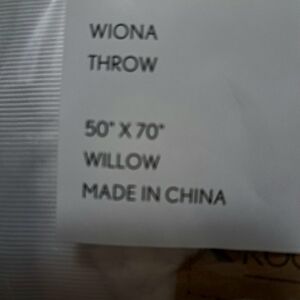 WIONA
THROW
50" X 70"
WILLOW
MADE IN CHINA